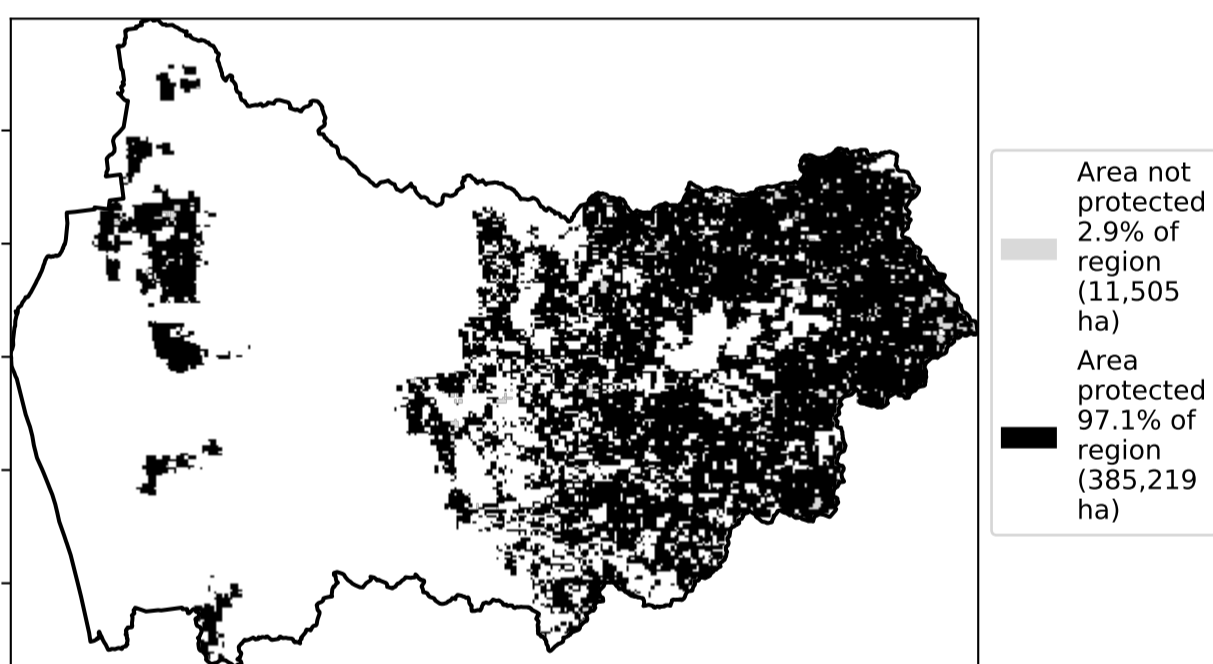 Area not
protected
2.9% of
region
(11,505
ha)
Area
protected
97.1% of
region
(385,219
ha)